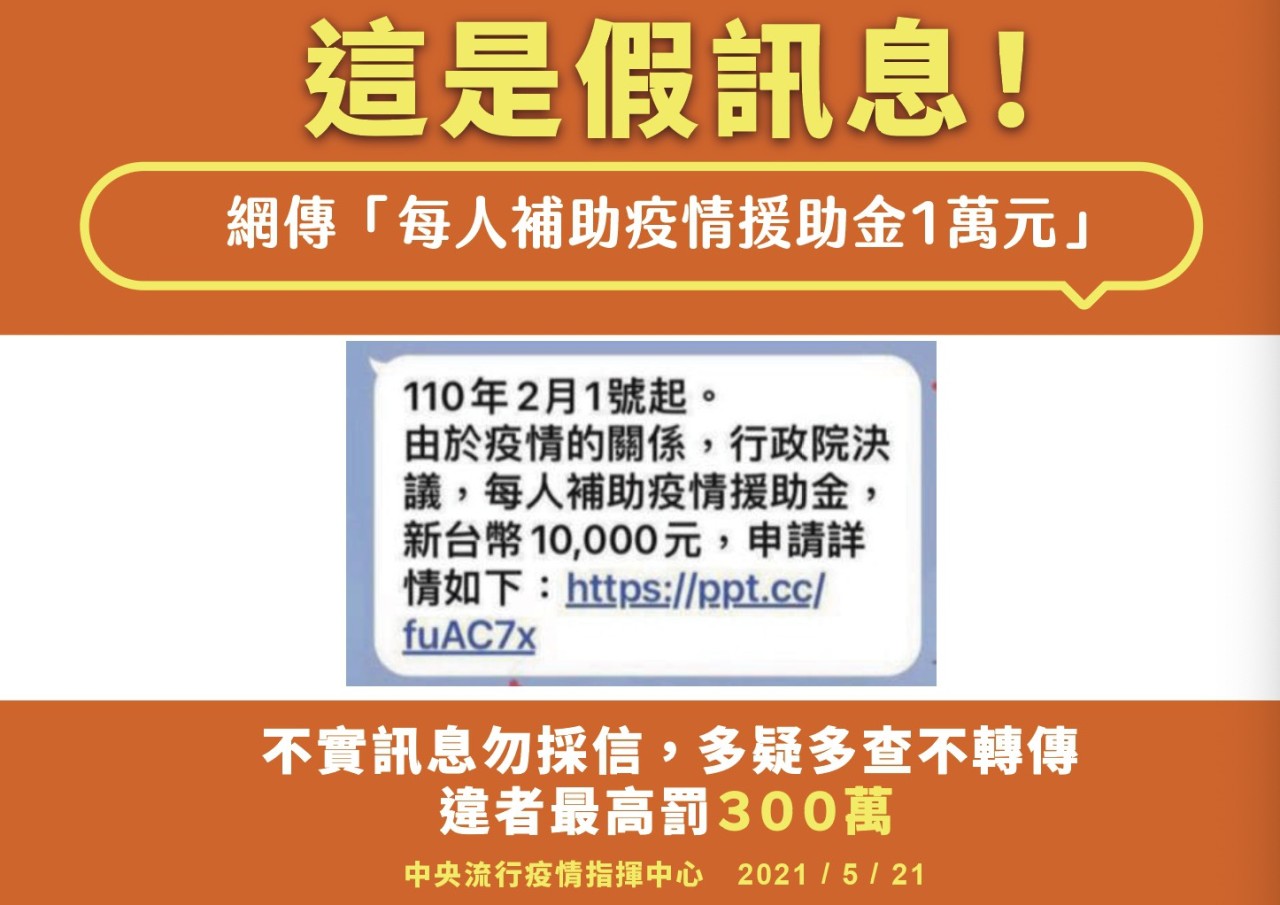 這是假訊息!
網傳「每人補助疫情援助金1萬元」
110年2月1號起。
由於疫情的關係，行政院決
議，每人補助疫情援助金，
新台幣10,000元，申請詳
情如下：https://ppt.cc/
fuAC7x
不實訊息勿採信，多疑多查不轉傳
違者最高罰300萬
中央流行疫情指揮中心 2021 / 5 / 21